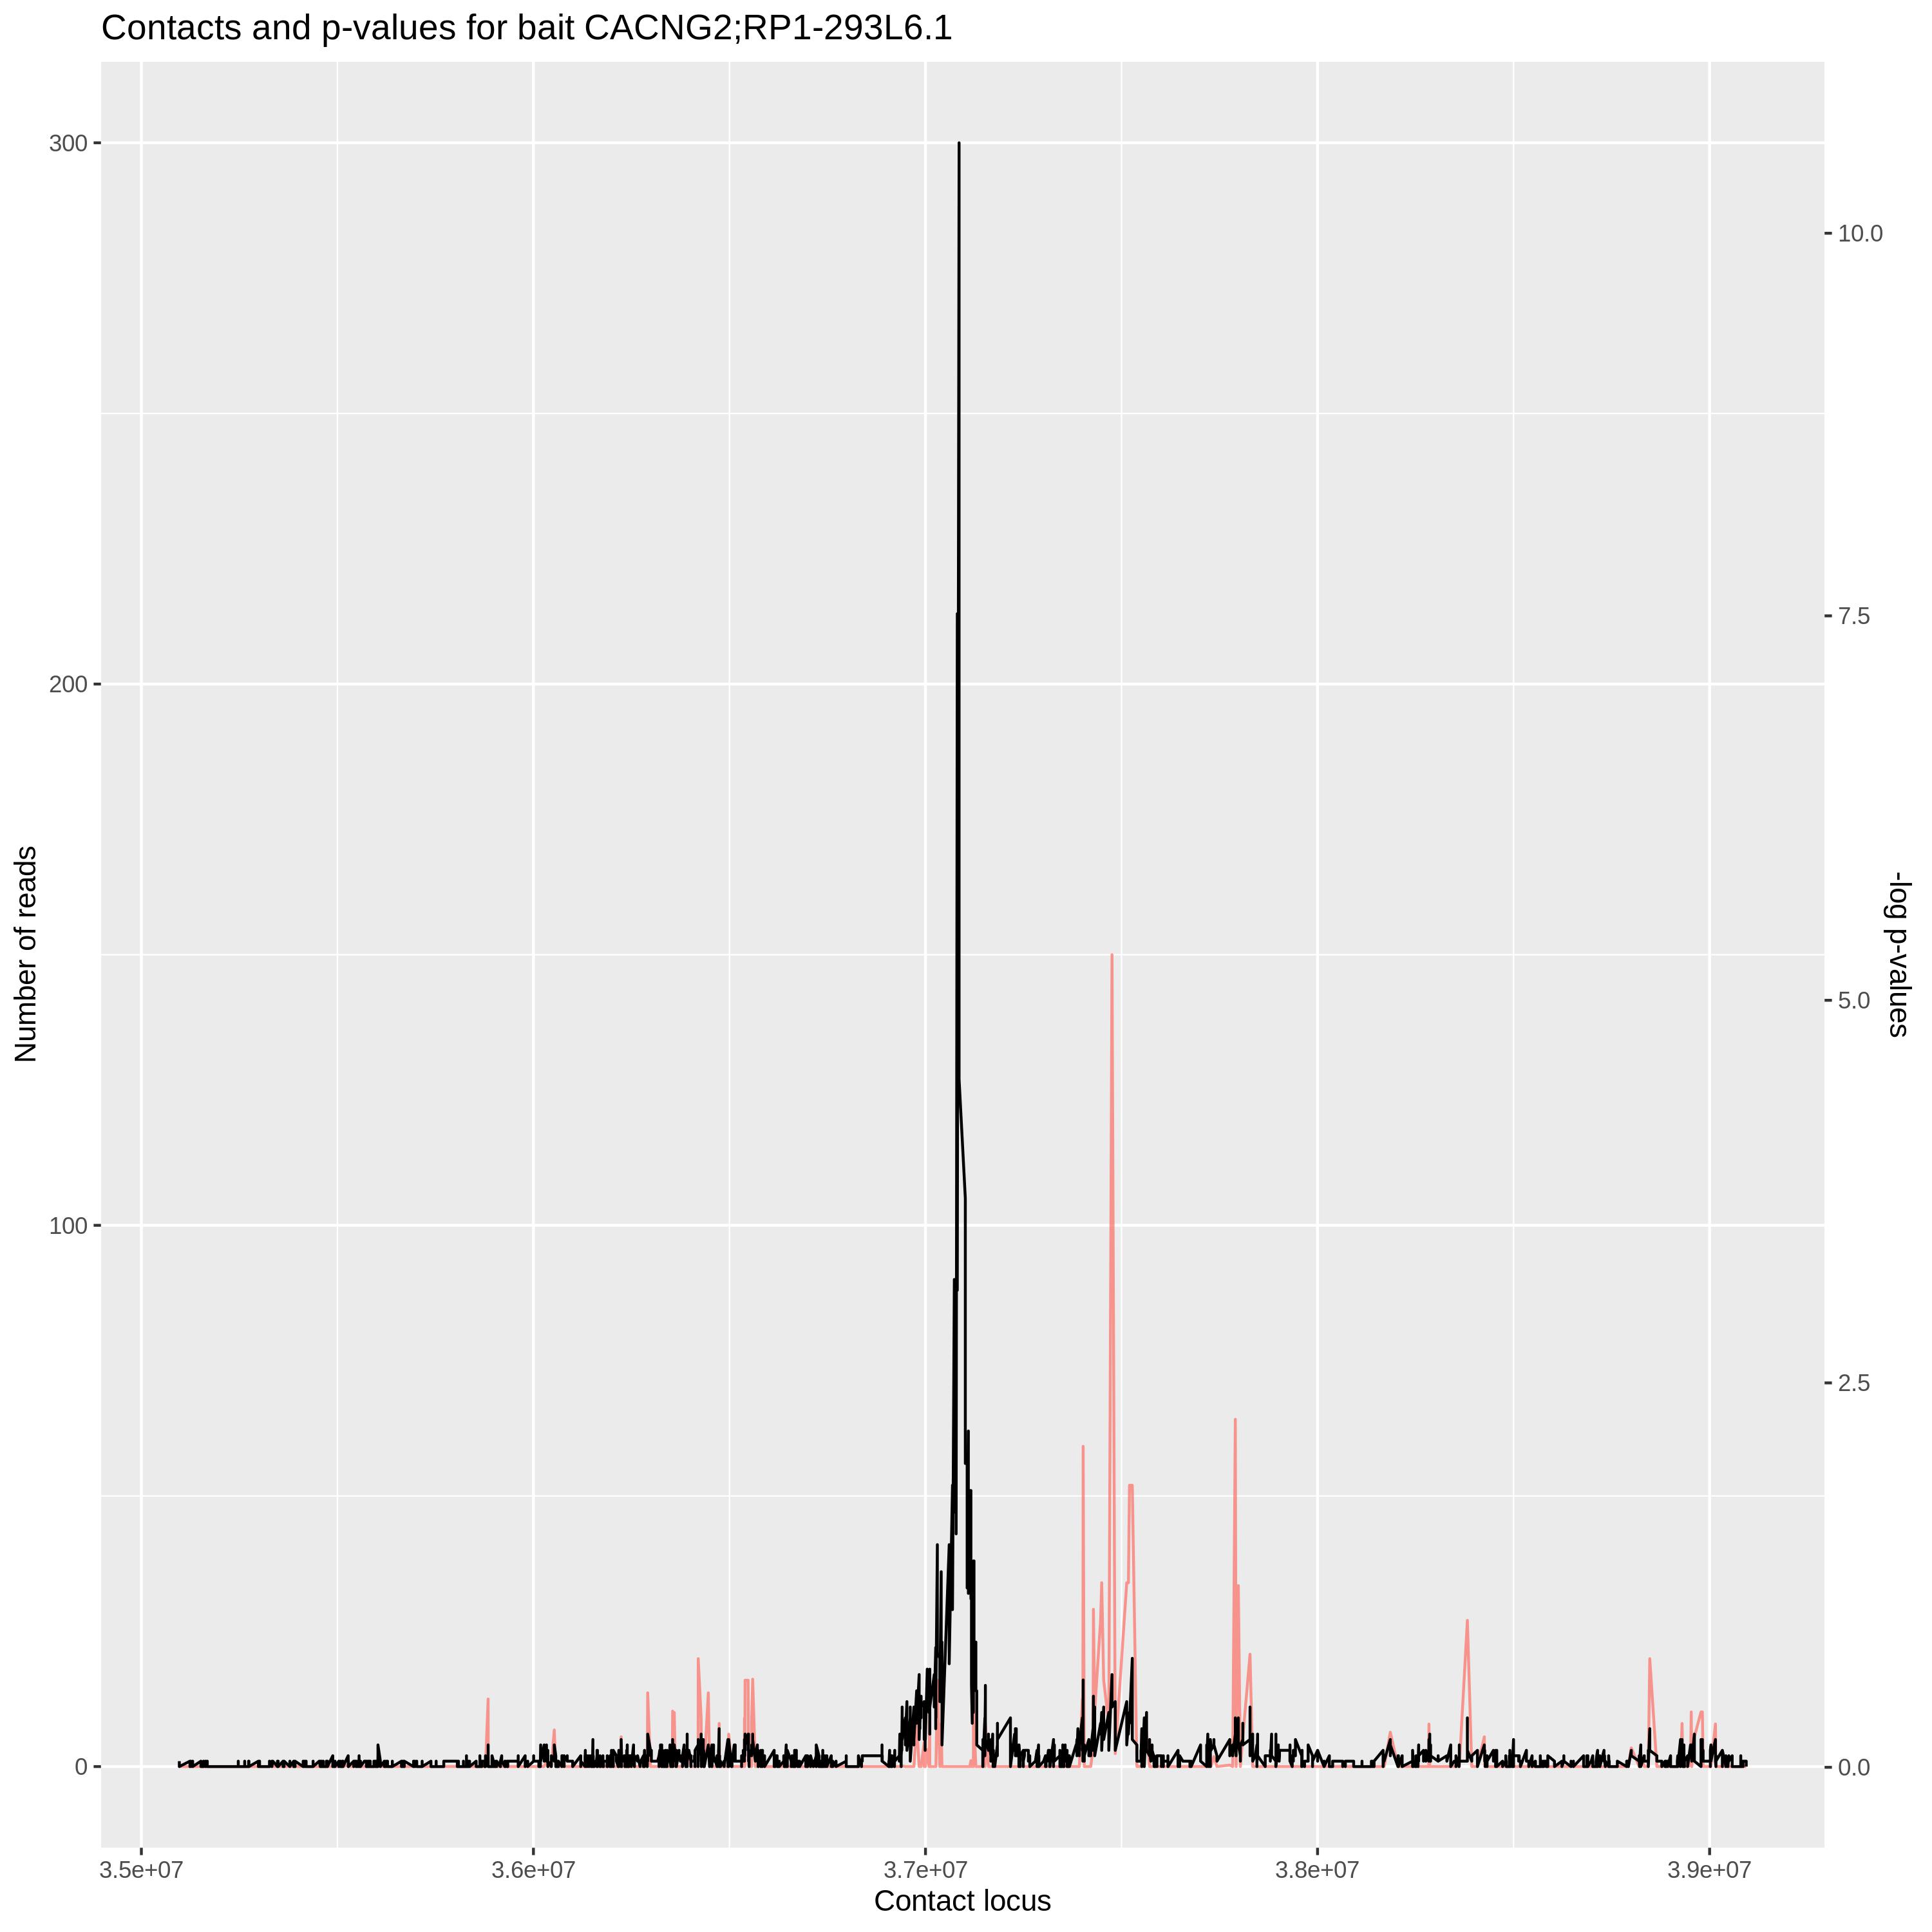 Contacts and p-values for bait CACNG2;RP1-293L6.1
300
200
100
0
Number of reads
10.0
7.5
5.0
2.5
0.0
-log p-values
3.5e+07
3.6e+07
3.7e+07
3.8e+07
3.9e+07
Contact locus